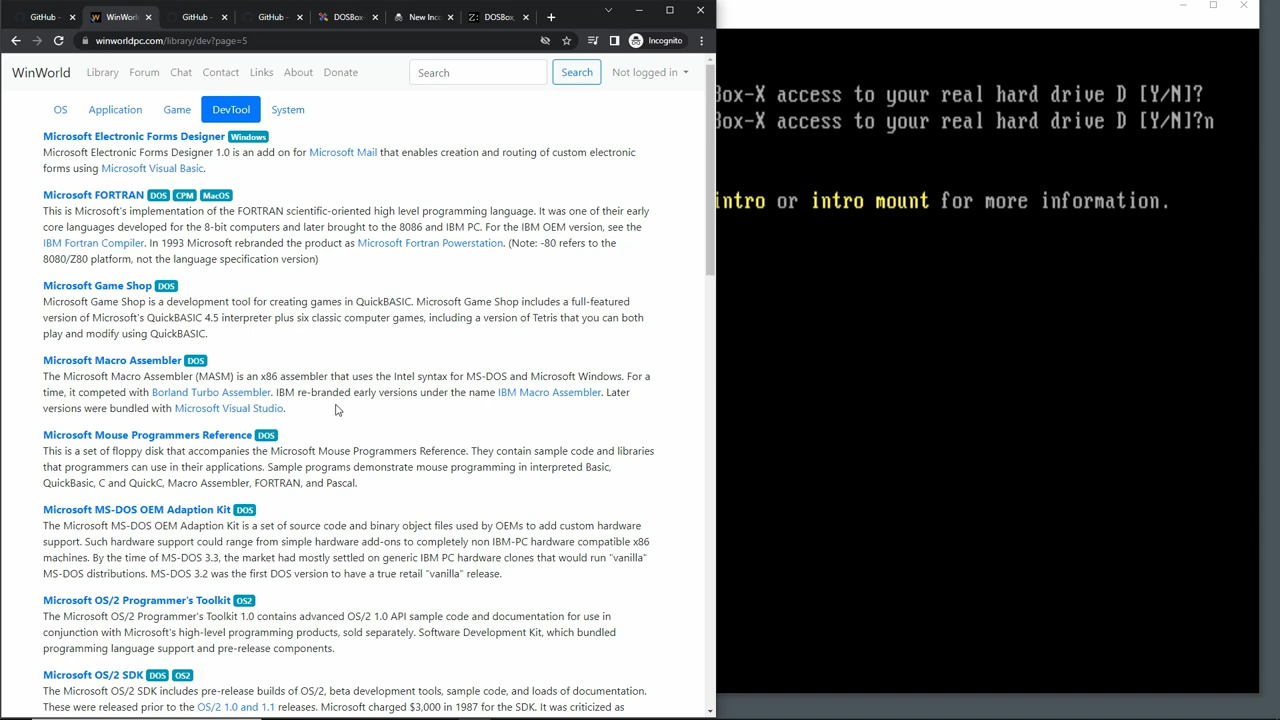 GitHub -
WinWorl
GitHub -
GitHub -
DOSBox-
New Inc
DOSBox,
winworldpc.com/library/dev?page=5
Incognito
WinWorld Library Forum Chat Contact Links About Donate Search Search Not logged in
OS Application Game DevTool System
Microsoft Electronic Forms Designer Windows
Microsoft Electronic Forms Designer 1.0 is an add on for Microsoft Mail that enables creation and routing of custom electronic
forms using Microsoft Visual Basic.
Microsoft FORTRAN DOS CPM MacOS
This is Microsoft's implementation of the FORTRAN scientific-oriented high level programming language. It was one of their early
core languages developed for the 8-bit computers and later brought to the 8086 and IBM PC. For the IBM OEM version, see the
IBM Fortran Compiler. In 1993 Microsoft rebranded the product as Microsoft Fortran Powerstation. (Note: -80 refers to the
8080/Z80 platform, not the language specification version)
Microsoft Game Shop DOS
Microsoft Game Shop is a development tool for creating games in QuickBASIC. Microsoft Game Shop includes a full-featured
version of Microsoft's QuickBASIC 4.5 interpreter plus six classic computer games, including a version of Tetris that you can both
play and modify using QuickBASIC.
Microsoft Macro Assembler DOS
The Microsoft Macro Assembler (MASM) is an x86 assembler that uses the Intel syntax for MS-DOS and Microsoft Windows. For a
time, it competed with Borland Turbo Assembler. IBM re-branded early versions under the name IBM Macro Assembler. Later
versions were bundled with Microsoft Visual Studio.
Microsoft Mouse Programmers Reference DOS
This is a set of floppy disk that accompanies the Microsoft Mouse Programmers Reference. They contain sample code and libraries
that programmers can use in their applications. Sample programs demonstrate mouse programming in interpreted Basic,
QuickBasic, C and QuickC, Macro Assembler, FORTRAN, and Pascal.
Microsoft MS-DOS OEM Adaption Kit DOS
The Microsoft MS-DOS OEM Adaption Kit is a set of source code and binary object files used by OEMs to add custom hardware
support. Such hardware support could range from simple hardware add-ons to completely non IBM-PC hardware compatible x86
machines. By the time of MS-DOS 3.3, the market had mostly settled on generic IBM PC hardware clones that would run "vanilla"
MS-DOS distributions. MS-DOS 3.2 was the first DOS version to have a true retail "vanilla" release.
Microsoft OS/2 Programmer's Toolkit OS2
The Microsoft OS/2 Programmer's Toolkit 1.0 contains advanced OS/2 1.0 API sample code and documentation for use in
conjunction with Microsoft's high-level programming products, sold separately. Software Development Kit, which bundled
programming language support and pre-release components.
Microsoft OS/2 SDK DOS OS2
The Microsoft OS/2 SDK includes pre-release builds of OS/2, beta development tools, sample code, and loads of documentation.
These were released prior to the OS/2 1.0 and 1.1 releases. Microsoft charged $3,000 in 1987 for the SDK. It was criticized as
Box-X access to your real hard drive D [Y/N]?
Box-X access to your real hard drive D [Y/N]?n
intro or intro mount for more information.